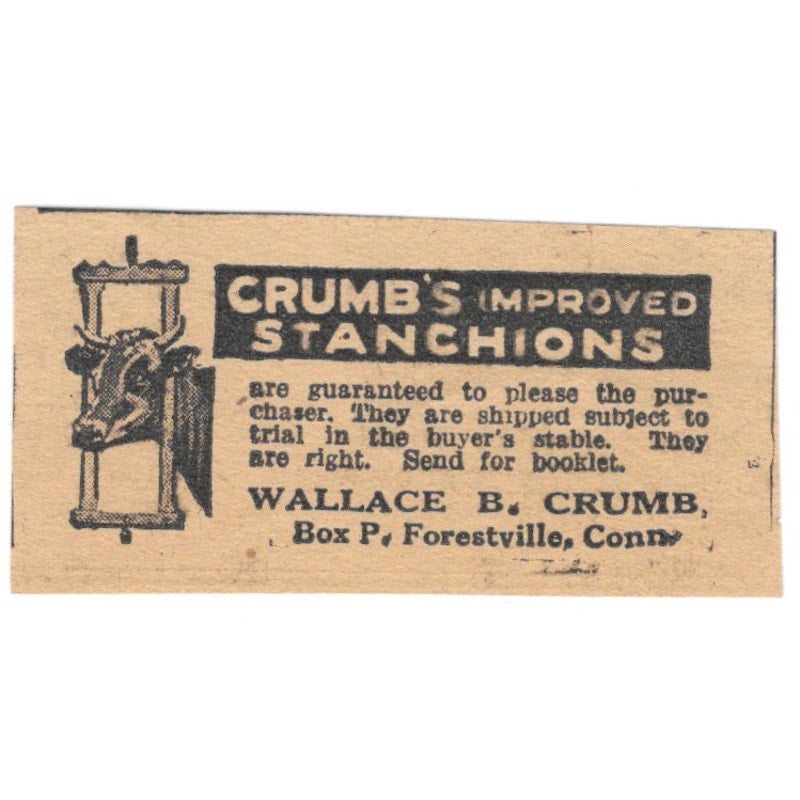 CRUMB'S IMPROVED
STANCHIONS
are guaranteed to please the pur-
chaser. They are shipped subject to
trial in the buyer's stable. They
are right. Send for booklet.
WALLACE B. CRUMB,
Box P, Forestville, Conn.